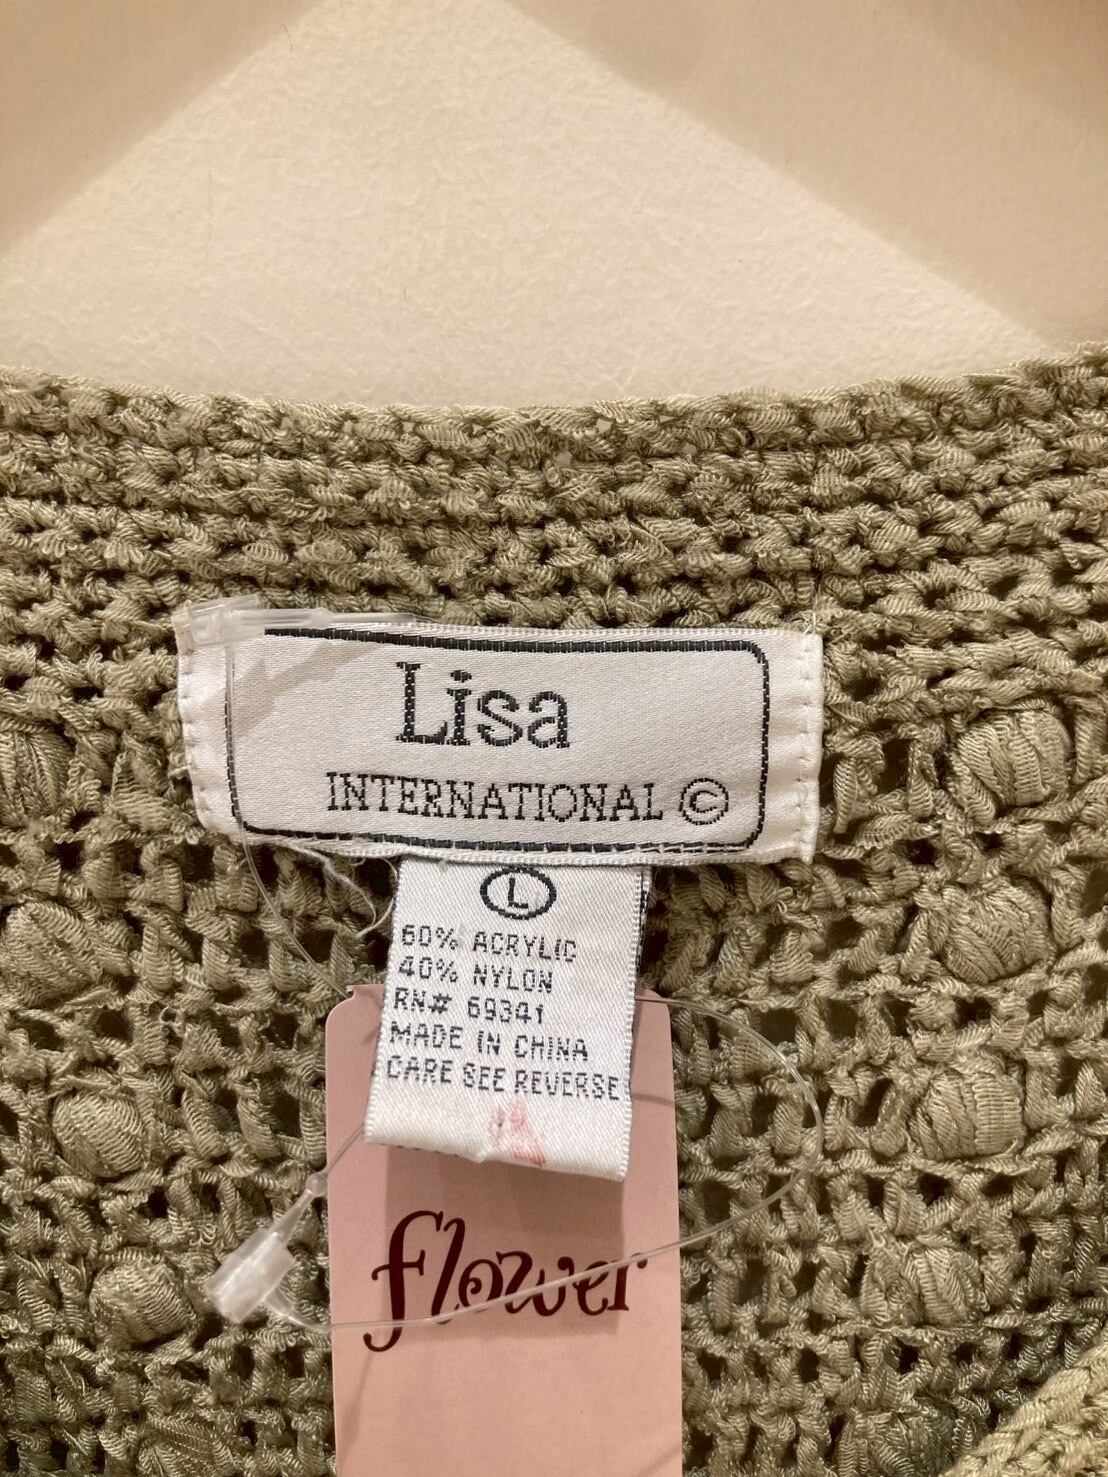 Lisa
INTERNATIONAL ©
L
60% ACRYLIC
40% NYLON
RN# 69341
MADE IN CHINA
CARE SEE REVERSE
flower